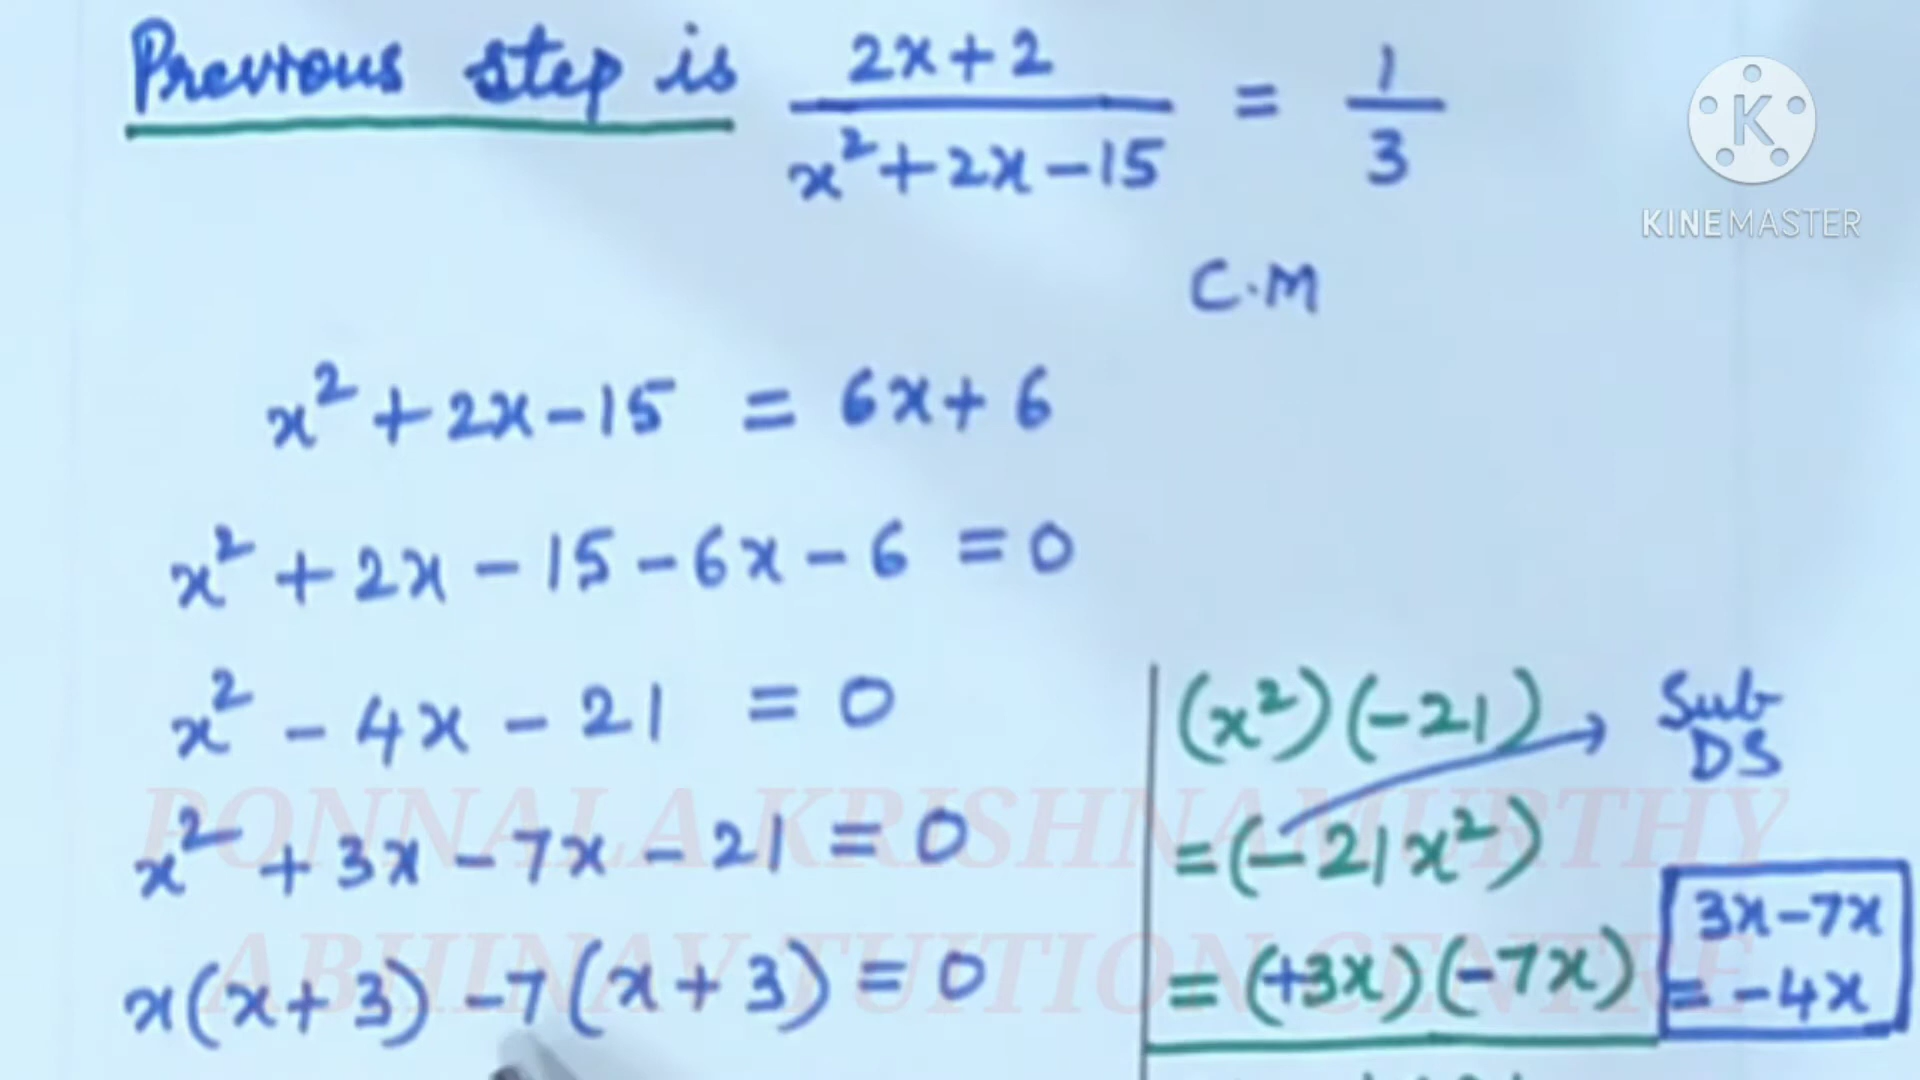 Previous step is (2x+2)/(x²+2x-15) = 1/3
KINEMASTER
C.M
x² + 2x - 15 = 6x + 6
x² + 2x - 15 - 6x - 6 = 0
x² - 4x - 21 = 0
x² + 3x - 7x - 21 = 0
x(x+3) -7(x+3) = 0
(x²)(-21)
Sub
DS
= (-21x²)
= (+3x)(-7x)
3x-7x
= -4x
PONNALA KRISHNAMURTHY
ABHINAV TUITION CENTRE